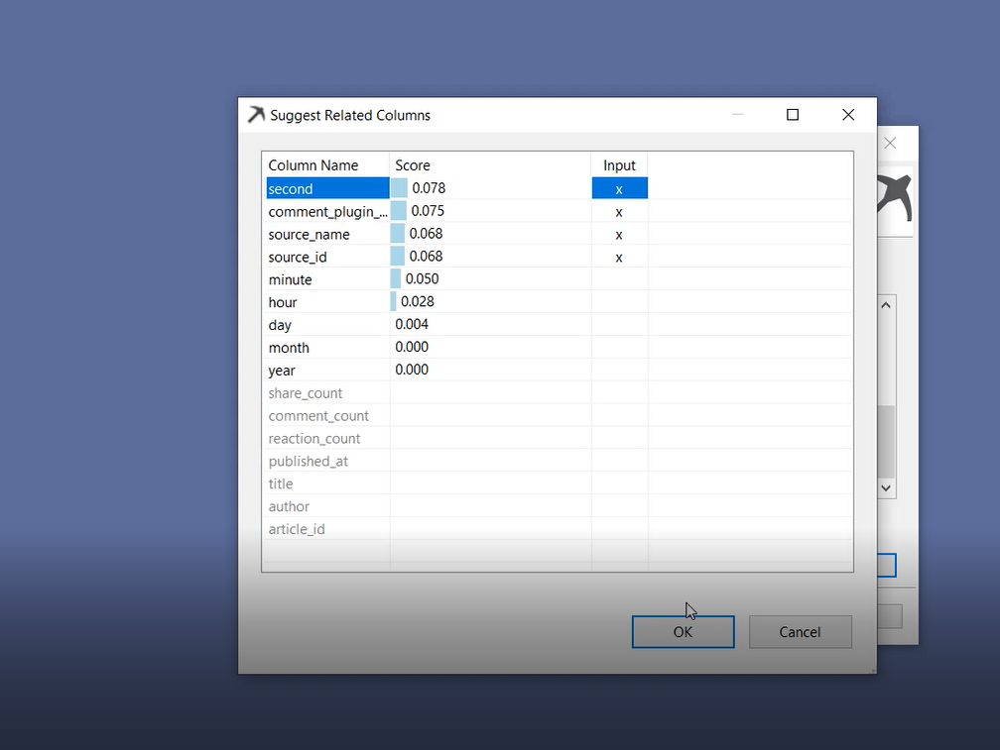 Suggest Related Columns
Column Name Score Input
second 0.078 x
comment_plugin_... 0.075 x
source_name 0.068 x
source_id 0.068 x
minute 0.050
hour 0.028
day 0.004
month 0.000
year 0.000
share_count
comment_count
reaction_count
published_at
title
author
article_id
OK Cancel